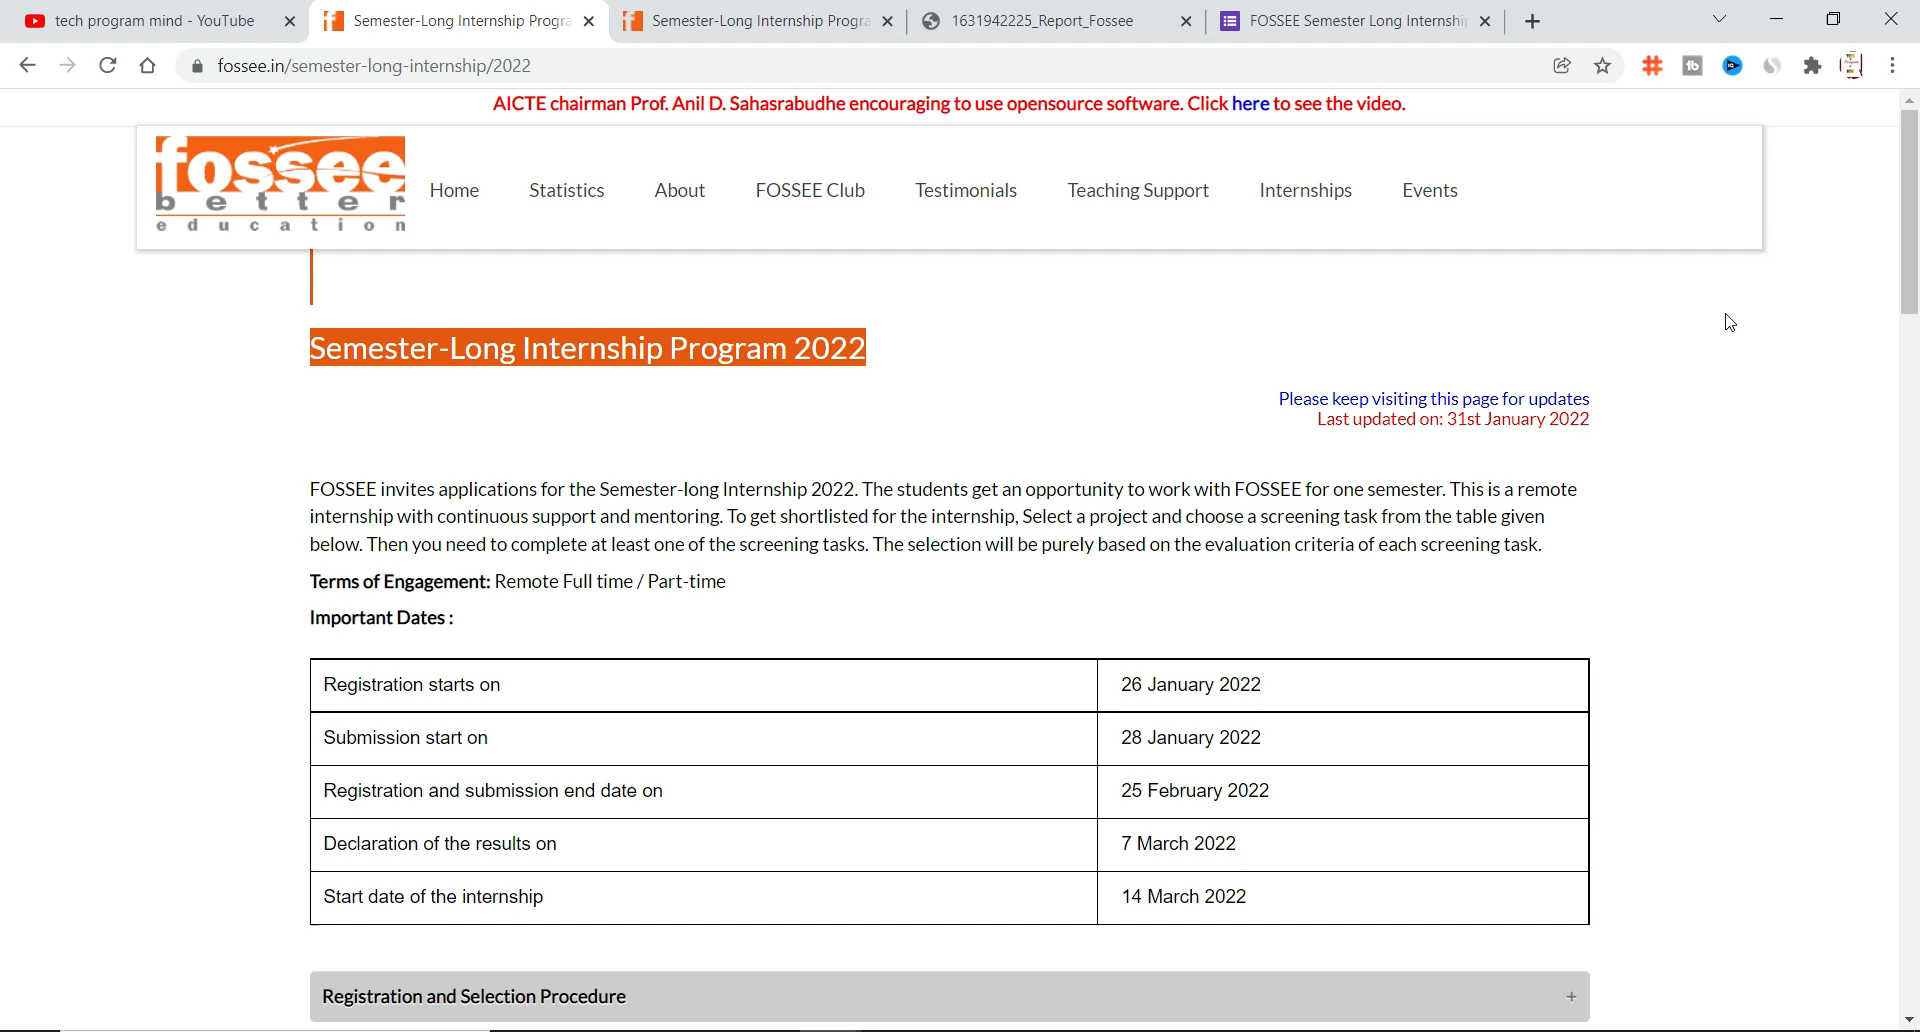 tech program mind - YouTube
Semester-Long Internship Progra
Semester-Long Internship Progra
1631942225_Report_Fossee
FOSSEE Semester Long Internshi
fossee.in/semester-long-internship/2022
AICTE chairman Prof. Anil D. Sahasrabudhe encouraging to use opensource software. Click here to see the video.
fossee
better
education
Home
Statistics
About
FOSSEE Club
Testimonials
Teaching Support
Internships
Events
Semester-Long Internship Program 2022
Please keep visiting this page for updates
Last updated on: 31st January 2022
FOSSEE invites applications for the Semester-long Internship 2022. The students get an opportunity to work with FOSSEE for one semester. This is a remote
internship with continuous support and mentoring. To get shortlisted for the internship, Select a project and choose a screening task from the table given
below. Then you need to complete at least one of the screening tasks. The selection will be purely based on the evaluation criteria of each screening task.
Terms of Engagement: Remote Full time / Part-time
Important Dates :
Registration starts on 26 January 2022
Submission start on 28 January 2022
Registration and submission end date on 25 February 2022
Declaration of the results on 7 March 2022
Start date of the internship 14 March 2022
Registration and Selection Procedure +